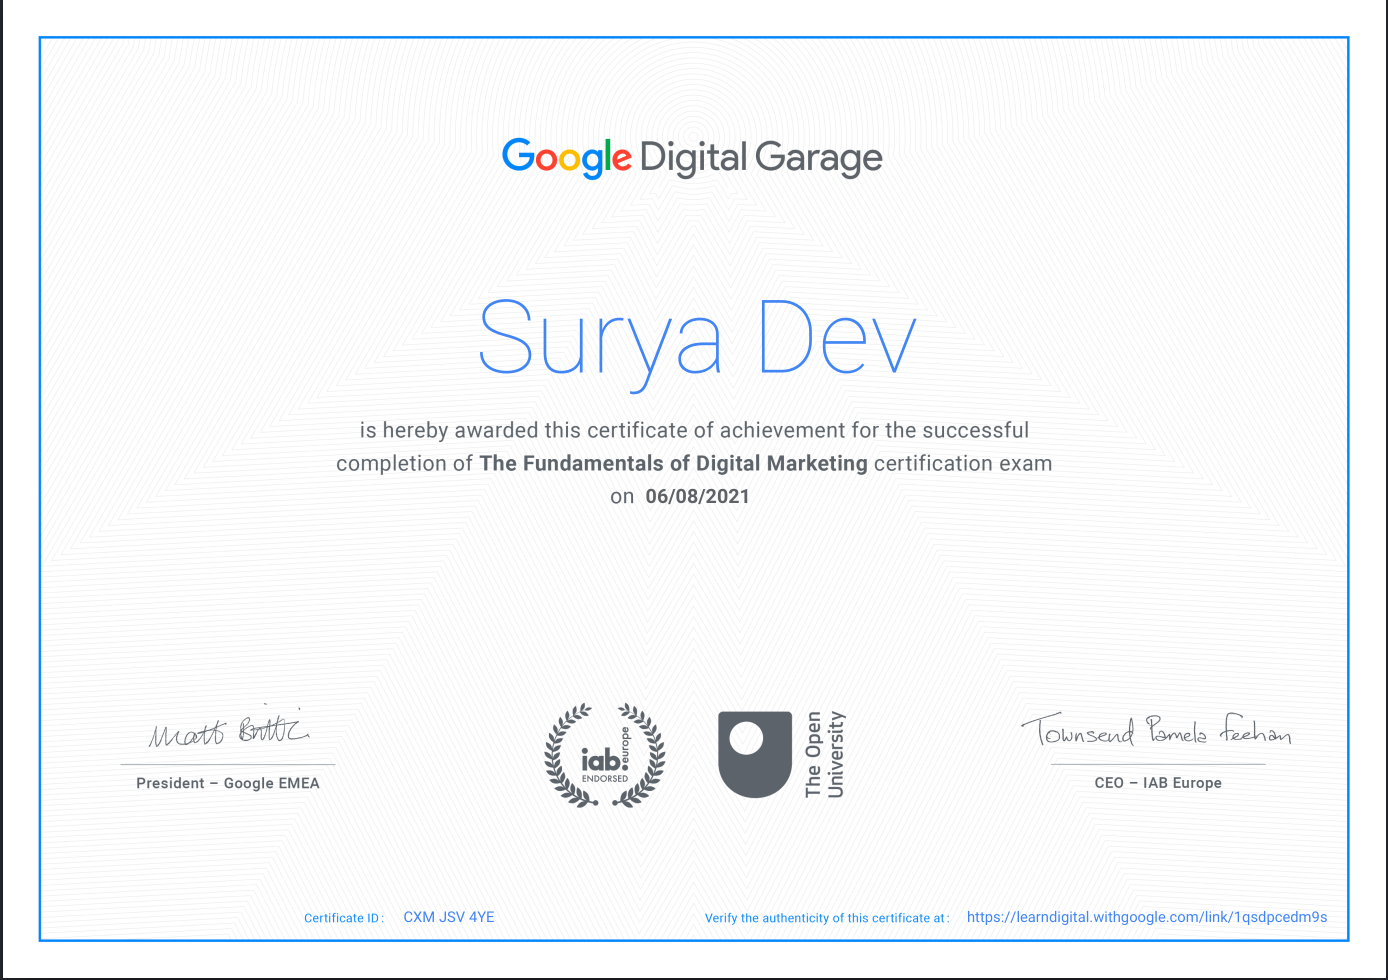 Google Digital Garage
Surya Dev
is hereby awarded this certificate of achievement for the successful
completion of The Fundamentals of Digital Marketing certification exam
on 06/08/2021
Matt Brittin
President – Google EMEA
iab europe
ENDORSED
The Open
University
Townsend Pamela Feehan
CEO – IAB Europe
Certificate ID: CXM JSV 4YE
Verify the authenticity of this certificate at: https://learndigital.withgoogle.com/link/1qsdpcedm9s